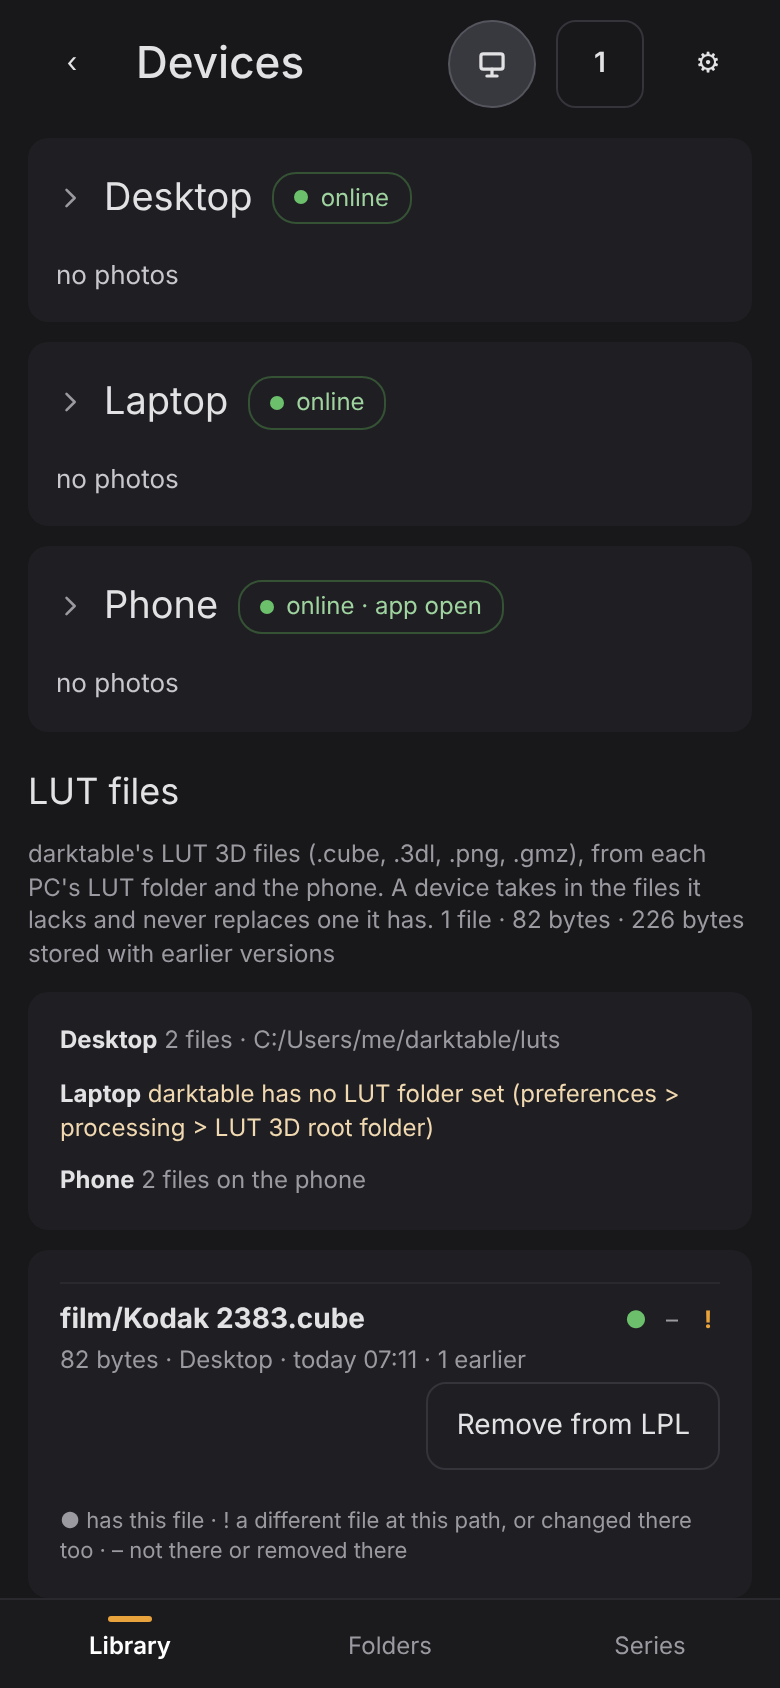 ‹ Devices 1 ⚙
Desktop ● online
no photos
Laptop ● online
no photos
Phone ● online · app open
no photos
LUT files
darktable's LUT 3D files (.cube, .3dl, .png, .gmz), from each
PC's LUT folder and the phone. A device takes in the files it
lacks and never replaces one it has. 1 file · 82 bytes · 226 bytes
stored with earlier versions
Desktop 2 files · C:/Users/me/darktable/luts
Laptop darktable has no LUT folder set (preferences >
processing > LUT 3D root folder)
Phone 2 files on the phone
film/Kodak 2383.cube ● – !
82 bytes · Desktop · today 07:11 · 1 earlier
Remove from LPL
● has this file · ! a different file at this path, or changed there
too · – not there or removed there
Library Folders Series